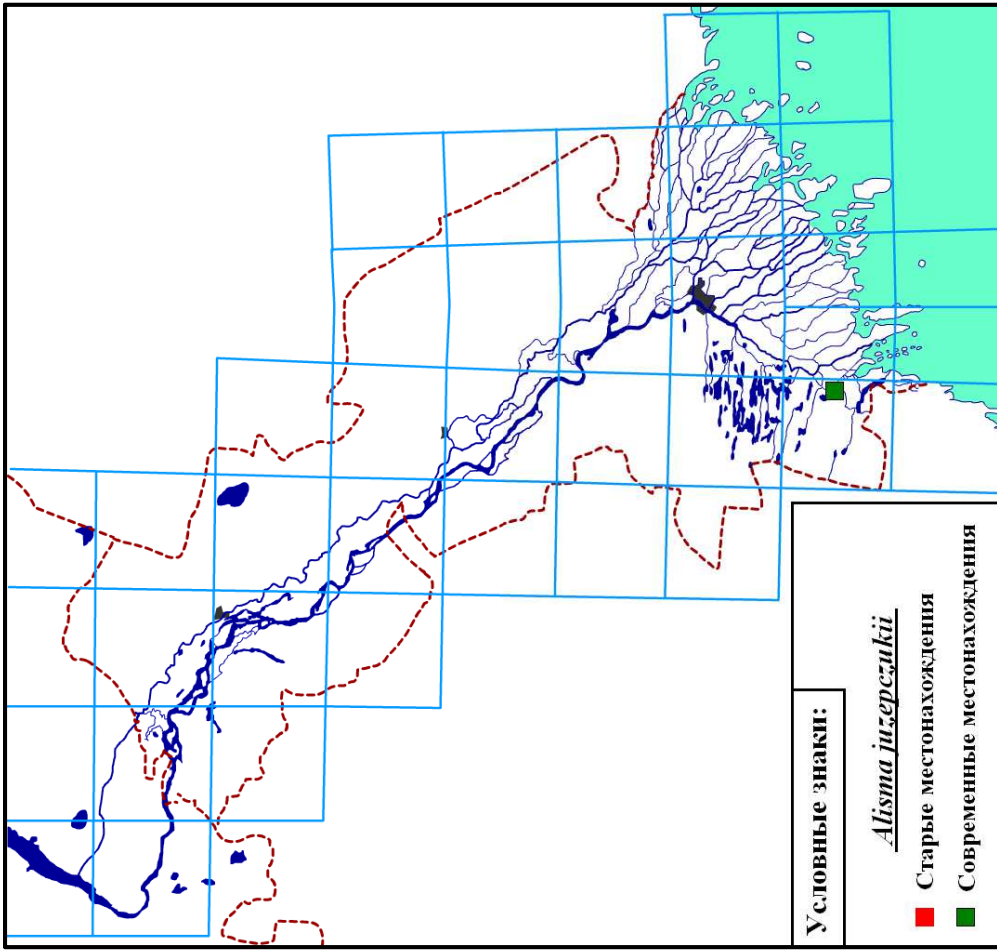 Условные знаки:
Alisma juzepczukii
Старые местонахождения
Современные местонахождения